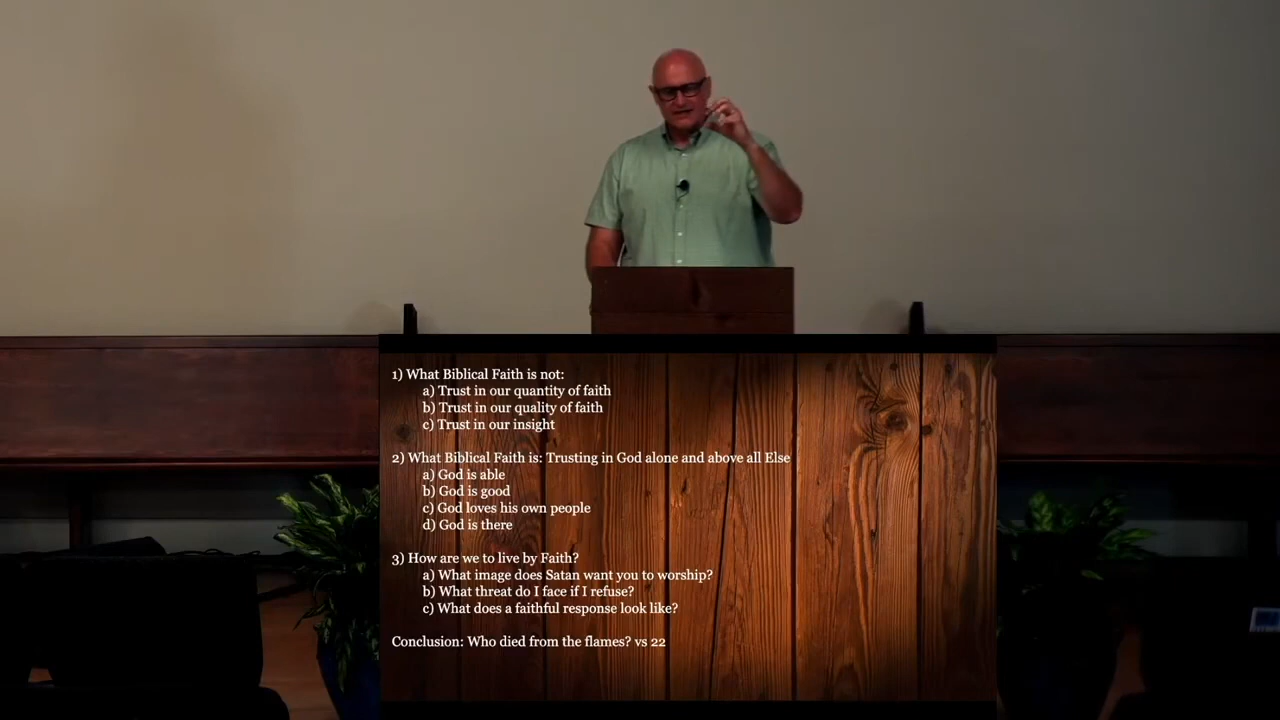 1) What Biblical Faith is not:
a) Trust in our quantity of faith
b) Trust in our quality of faith
c) Trust in our insight
2) What Biblical Faith is: Trusting in God alone and above all Else
a) God is able
b) God is good
c) God loves his own people
d) God is there
3) How are we to live by Faith?
a) What image does Satan want you to worship?
b) What threat do I face if I refuse?
c) What does a faithful response look like?
Conclusion: Who died from the flames? vs 22